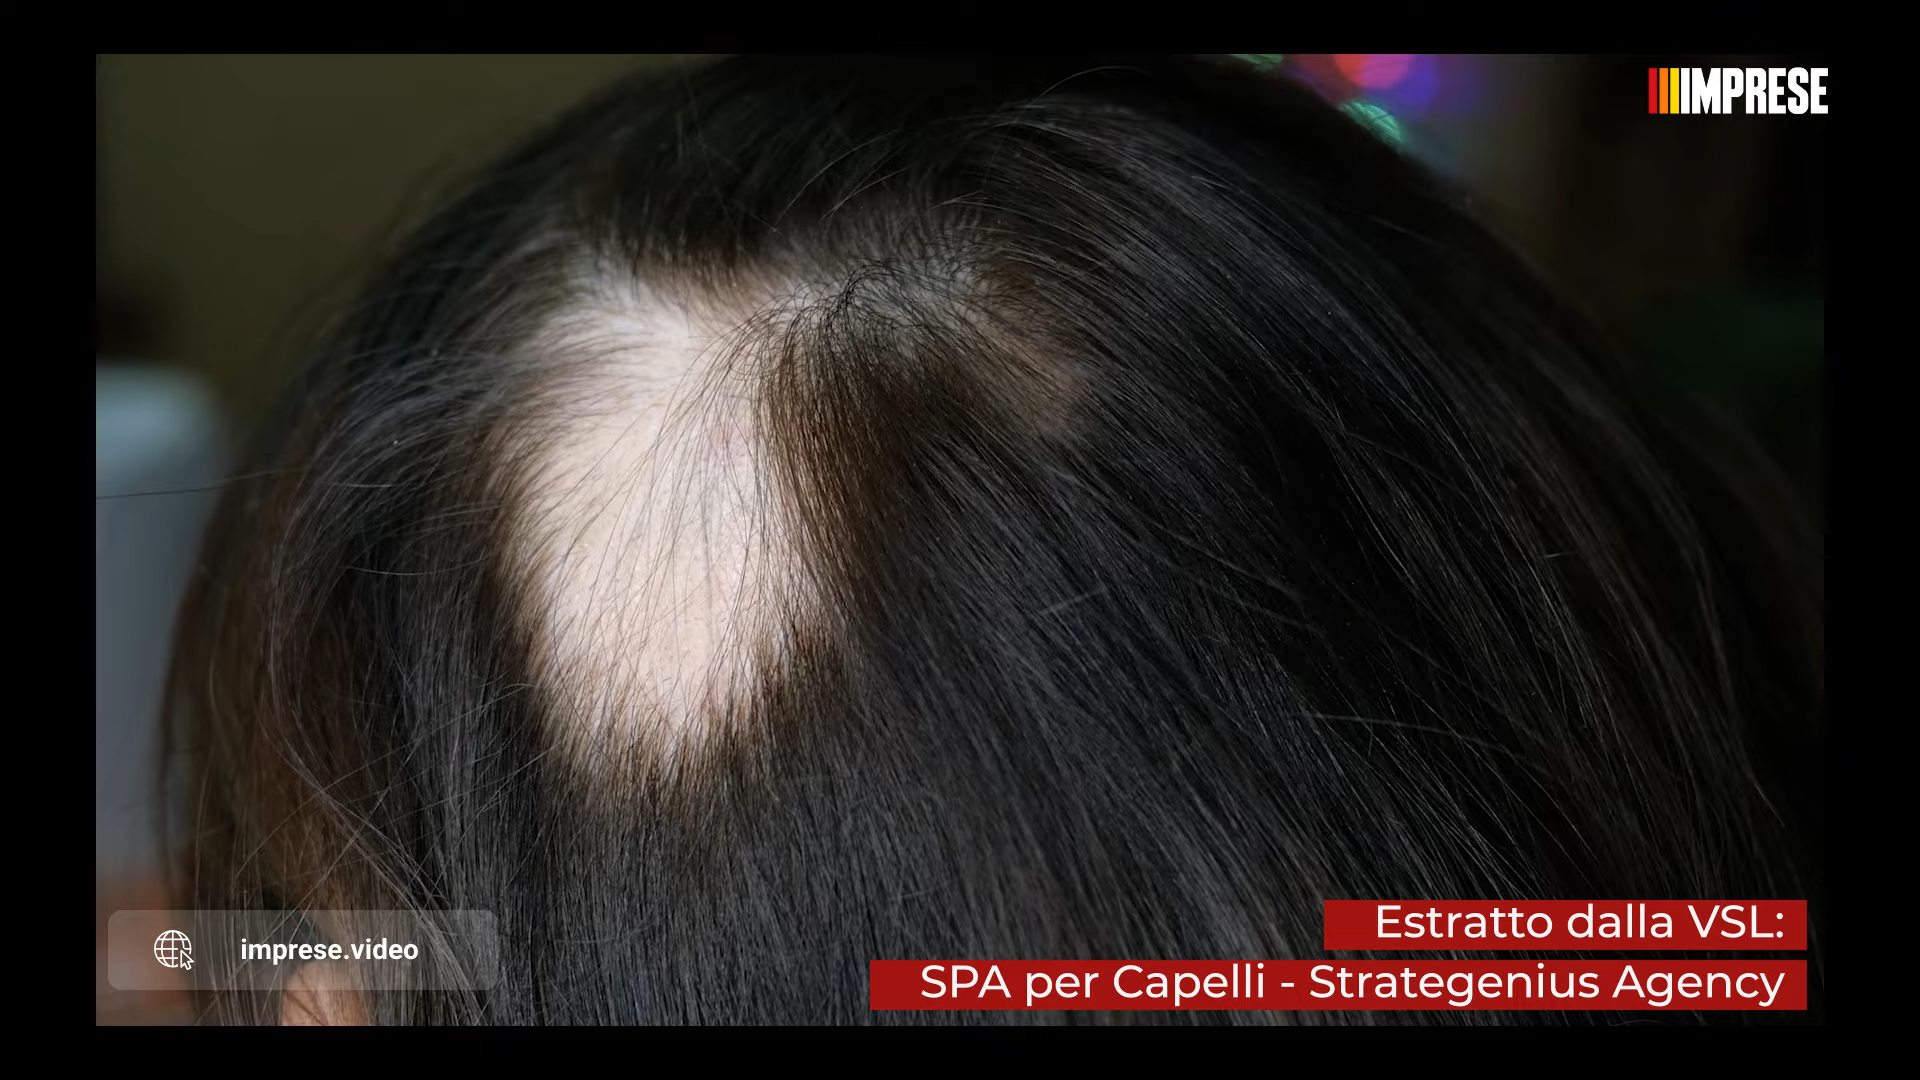 IMPRESE
imprese.video
Estratto dalla VSL:
SPA per Capelli - Strategenius Agency